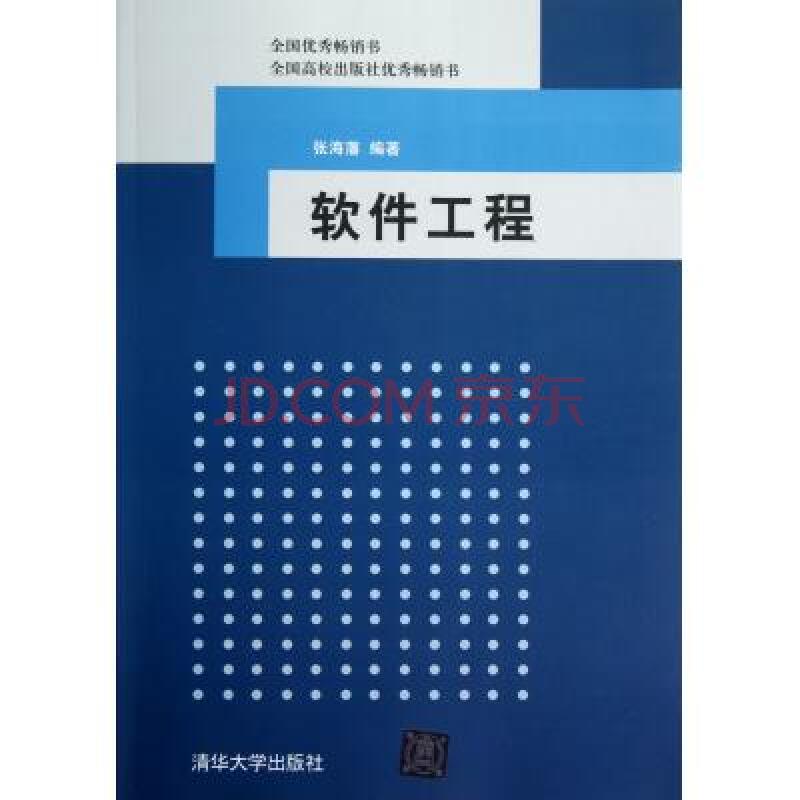 全国优秀畅销书
全国高校出版社优秀畅销书
张海藩 编著
软件工程
JD.COM 京东
清华大学出版社